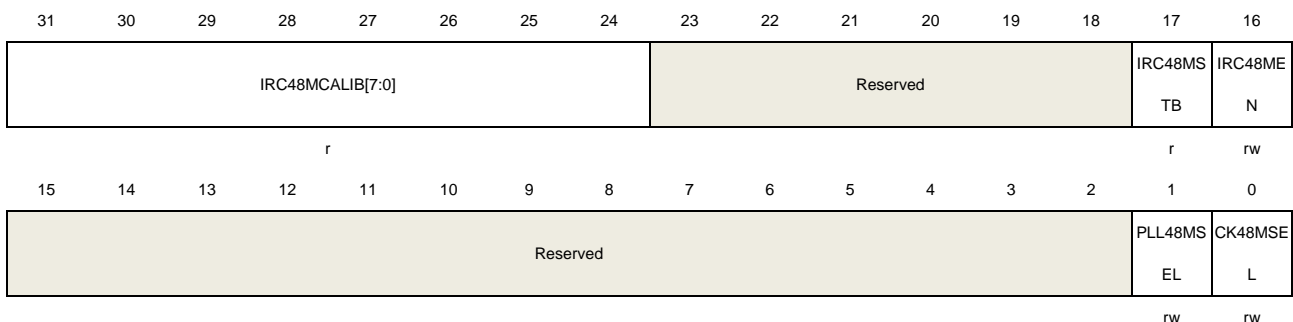 31 30 29 28 27 26 25 24 23 22 21 20 19 18 17 16
IRC48MCALIB[7:0] Reserved IRC48MS IRC48ME
TB N
r r rw
15 14 13 12 11 10 9 8 7 6 5 4 3 2 1 0
Reserved PLL48MS CK48MSE
EL L
rw rw